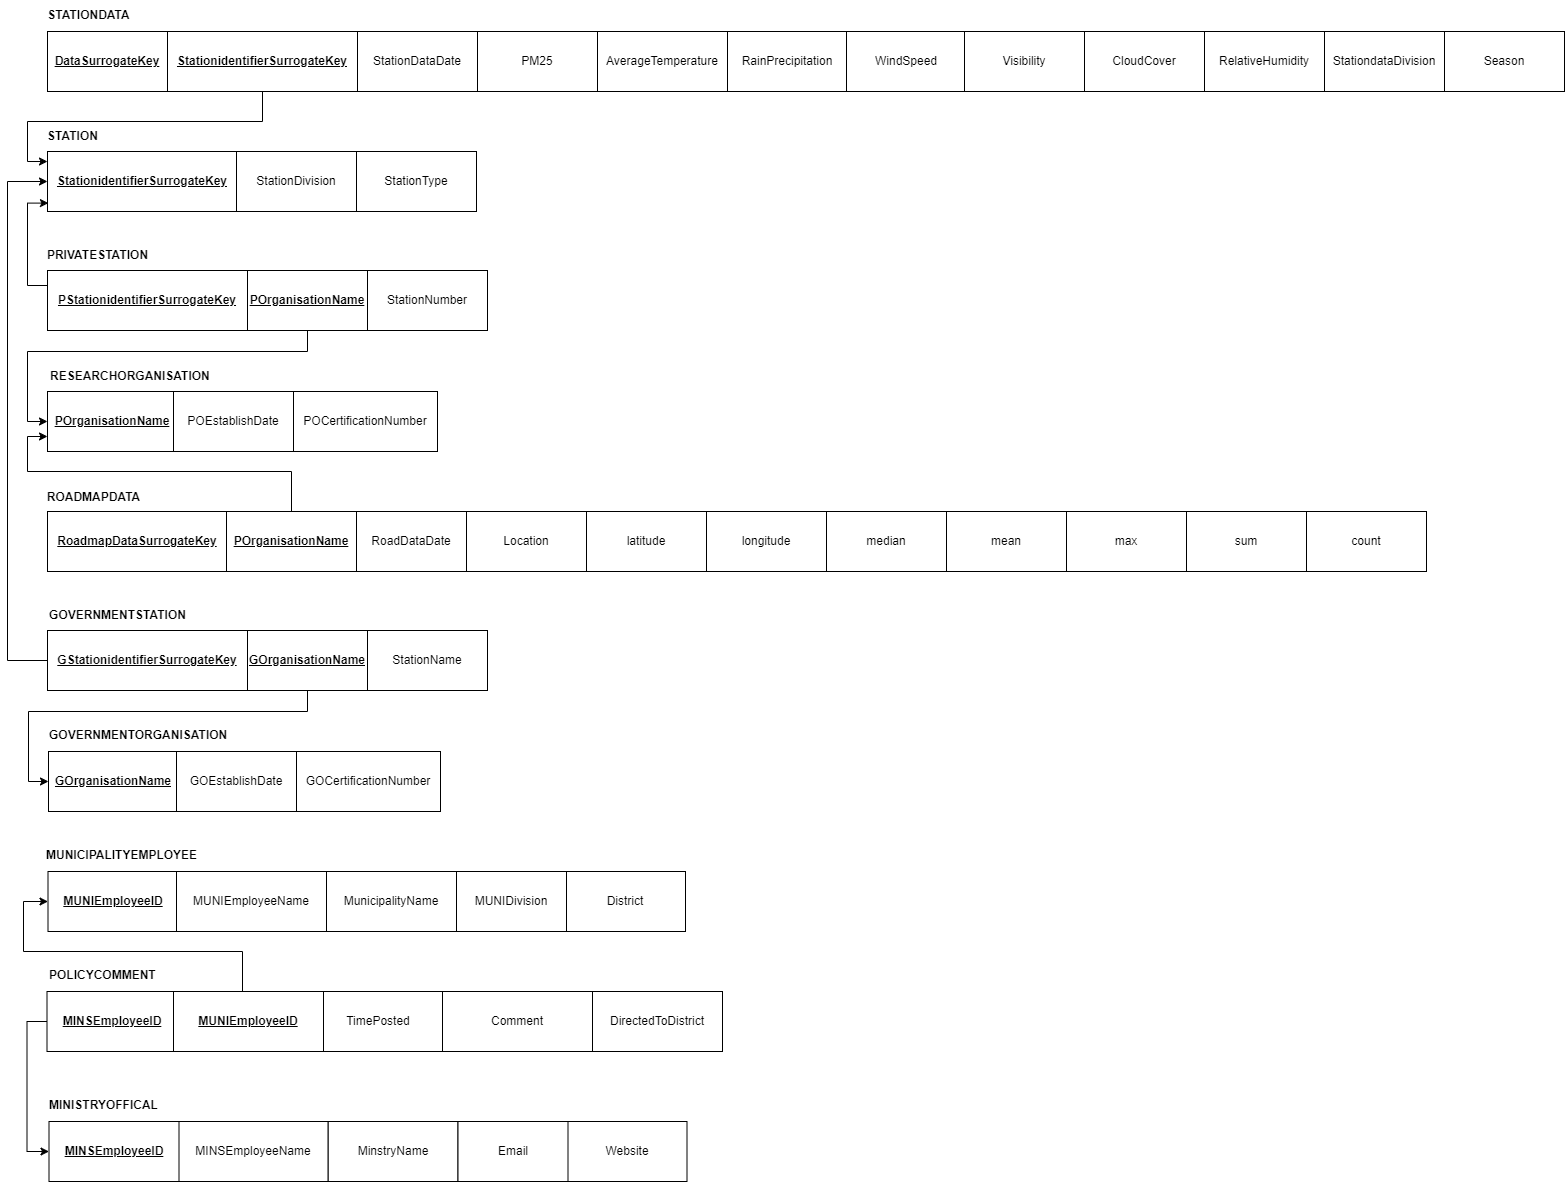 STATIONDATA
DataSurrogateKey StationidentifierSurrogateKey StationDataDate PM25 AverageTemperature RainPrecipitation WindSpeed Visibility CloudCover RelativeHumidity StationdataDivision Season
STATION
StationidentifierSurrogateKey StationDivision StationType
PRIVATESTATION
PStationidentifierSurrogateKey POrganisationName StationNumber
RESEARCHORGANISATION
POrganisationName POEstablishDate POCertificationNumber
ROADMAPDATA
RoadmapDataSurrogateKey POrganisationName RoadDataDate Location latitude longitude median mean max sum count
GOVERNMENTSTATION
GStationidentifierSurrogateKey GOrganisationName StationName
GOVERNMENTORGANISATION
GOrganisationName GOEstablishDate GOCertificationNumber
MUNICIPALITYEMPLOYEE
MUNIEmployeeID MUNIEmployeeName MunicipalityName MUNIDivision District
POLICYCOMMENT
MINSEmployeeID MUNIEmployeeID TimePosted Comment DirectedToDistrict
MINISTRYOFFICAL
MINSEmployeeID MINSEmployeeName MinstryName Email Website